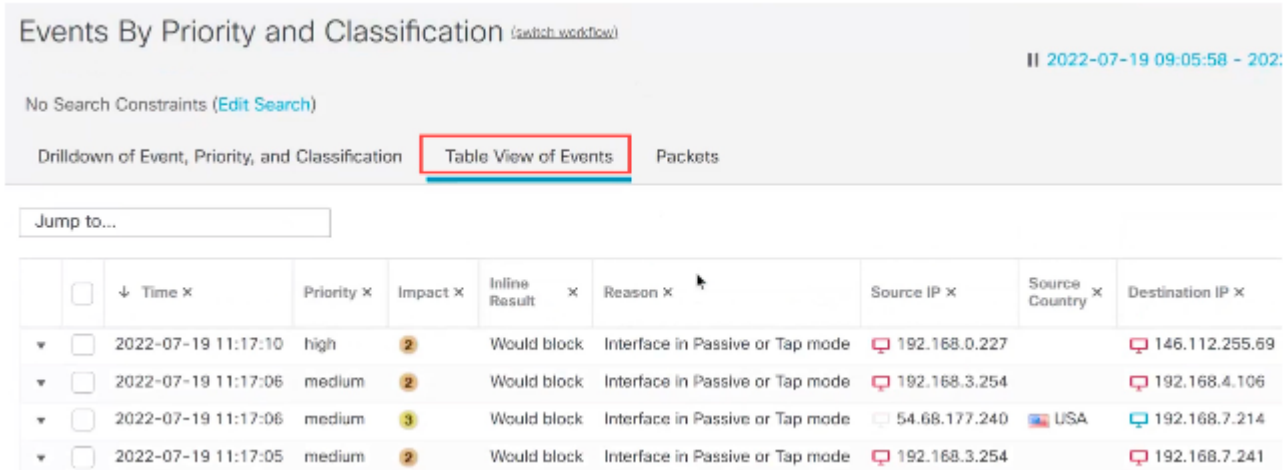 Events By Priority and Classification (switch workflow)
2022-07-19 09:05:58 - 202
No Search Constraints (Edit Search)
Drilldown of Event, Priority, and Classification Table View of Events Packets
Jump to...
Time × Priority × Impact × Inline Result × Reason × Source IP × Source Country × Destination IP ×
2022-07-19 11:17:10 high 2 Would block Interface in Passive or Tap mode 192.168.0.227 146.112.255.69
2022-07-19 11:17:06 medium 2 Would block Interface in Passive or Tap mode 192.168.3.254 192.168.4.106
2022-07-19 11:17:06 medium 3 Would block Interface in Passive or Tap mode 54.68.177.240 USA 192.168.7.214
2022-07-19 11:17:05 medium 2 Would block Interface in Passive or Tap mode 192.168.3.254 192.168.7.241